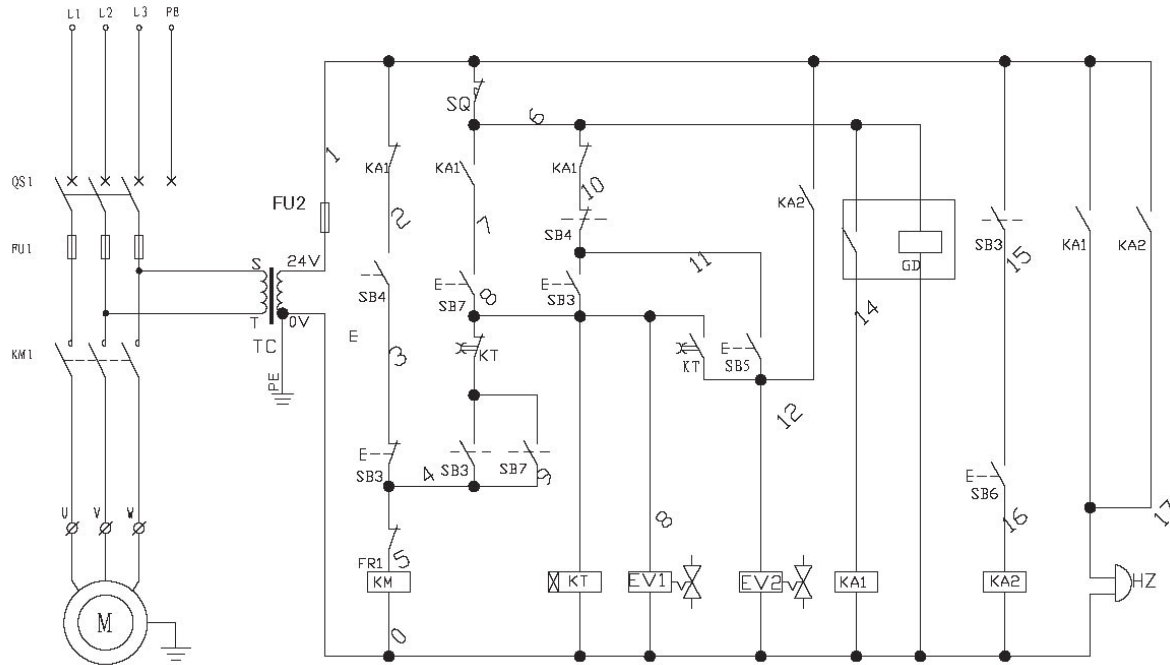 L1 L2 L3 PB
SQ
6
1
KA1 KA1 KA1
10
QS1
FU2
2
7
KA2
SB4
SB3
15
KA1 KA2
FU1
S 24V
11
GD
SB4
E SB7
8
E SB3
14
T 0V
TC
E
KM1
3
KT
KT
E SB5
PE
12
E SB3
4
SB3
SB7
9
E SB6
16
17
U V W
8
FR1
5
KM
KT
EV1
EV2
KA1
KA2
HZ
M
0